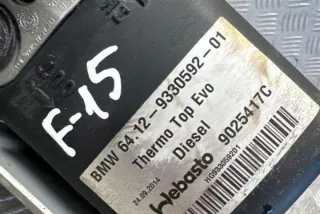 F-15
BMW 64.12-9330592-01
Thermo Top Evo
Diesel
24.09.2014
Webasto 9025417C